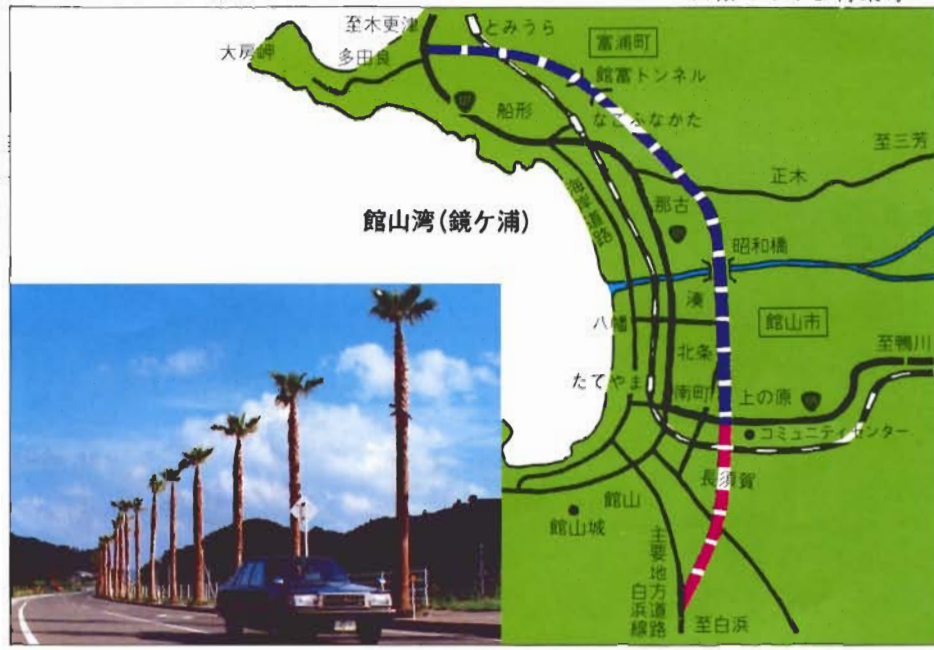 至木更津
とみうら
富浦町
大房岬
多田良
館富トンネル
127
船形
なこふなかた
至三芳
正木
海岸道路
那古
館山湾(鏡ケ浦)
昭和橋
湊
八幡
館山市
北条
至鴨川
たてやま
南町
上の原
コミュニティセンター
長須賀
館山
館山城
主要地方道路
白浜線
至白浜